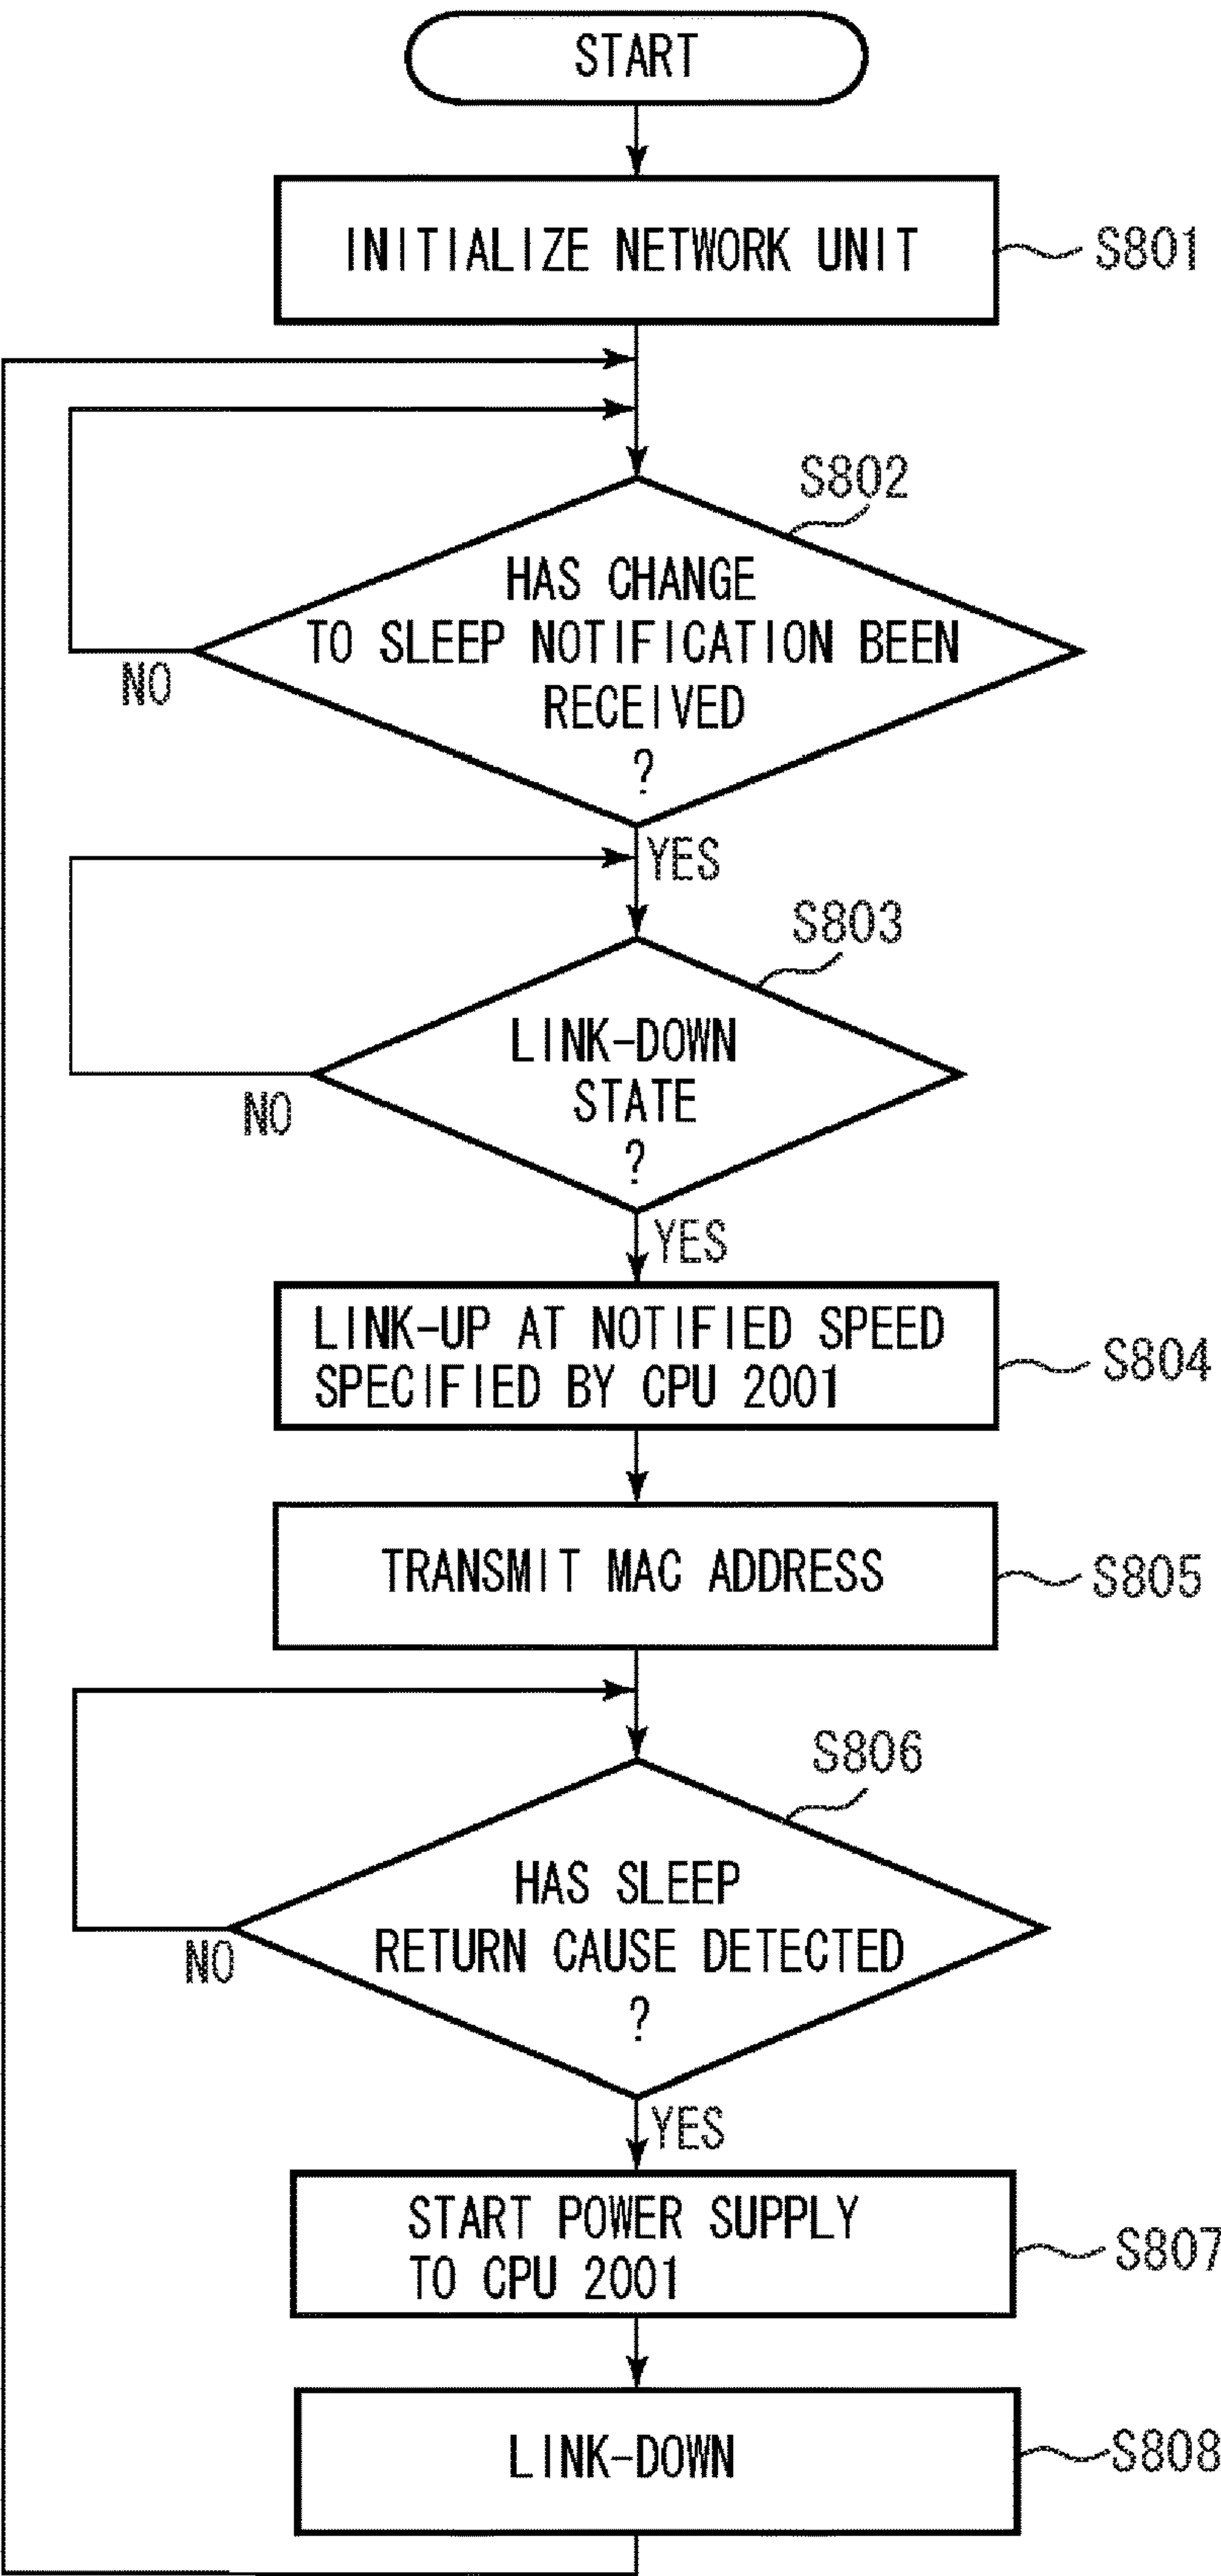 START
INITIALIZE NETWORK UNIT
S801
S802
HAS CHANGE
TO SLEEP NOTIFICATION BEEN
RECEIVED
?
NO
YES
S803
LINK-DOWN
STATE
?
NO
YES
LINK-UP AT NOTIFIED SPEED
SPECIFIED BY CPU 2001
S804
TRANSMIT MAC ADDRESS
S805
S806
HAS SLEEP
RETURN CAUSE DETECTED
?
NO
YES
START POWER SUPPLY
TO CPU 2001
S807
LINK-DOWN
S808